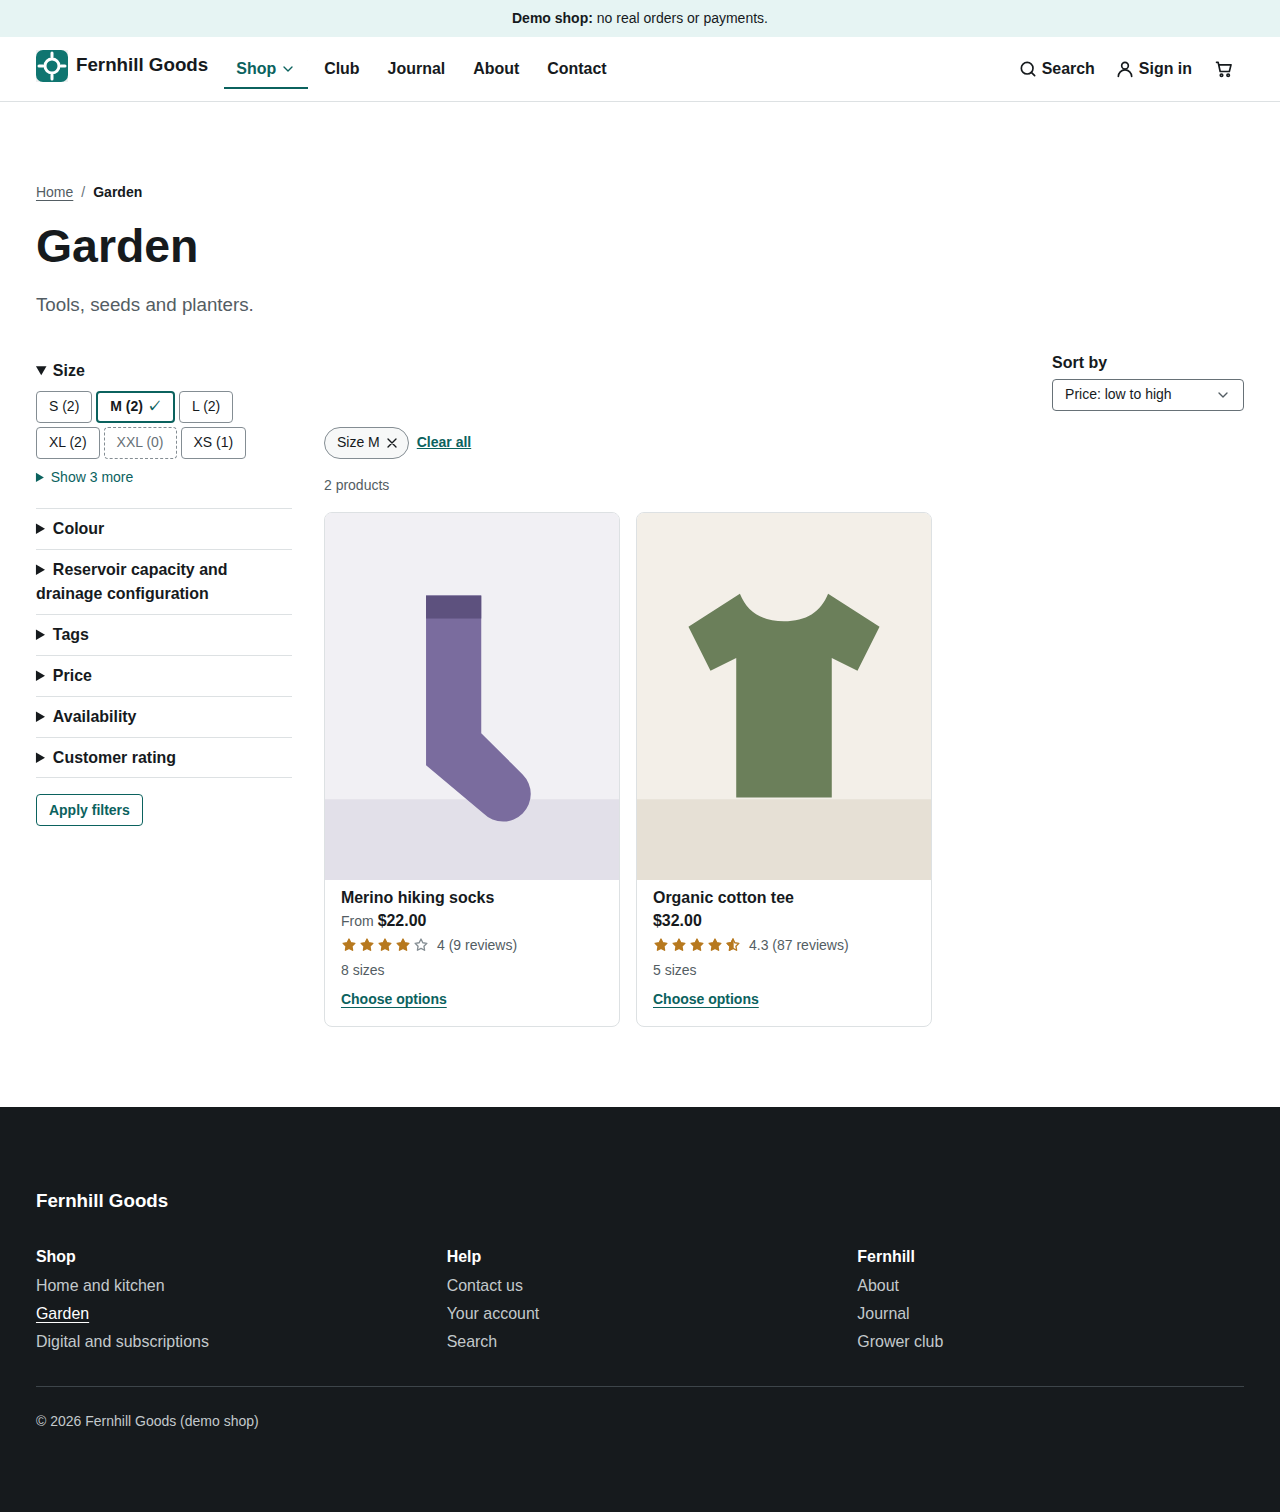 Demo shop: no real orders or payments.
Fernhill Goods
Shop
Club
Journal
About
Contact
Search
Sign in
Home / Garden
Garden
Tools, seeds and planters.
Size
S (2)
M (2) ✓
L (2)
XL (2)
XXL (0)
XS (1)
Show 3 more
Colour
Reservoir capacity and
drainage configuration
Tags
Price
Availability
Customer rating
Apply filters
Sort by
Price: low to high
Size M
Clear all
2 products
Merino hiking socks
From $22.00
4 (9 reviews)
8 sizes
Choose options
Organic cotton tee
$32.00
4.3 (87 reviews)
5 sizes
Choose options
Fernhill Goods
Shop
Home and kitchen
Garden
Digital and subscriptions
Help
Contact us
Your account
Search
Fernhill
About
Journal
Grower club
© 2026 Fernhill Goods (demo shop)